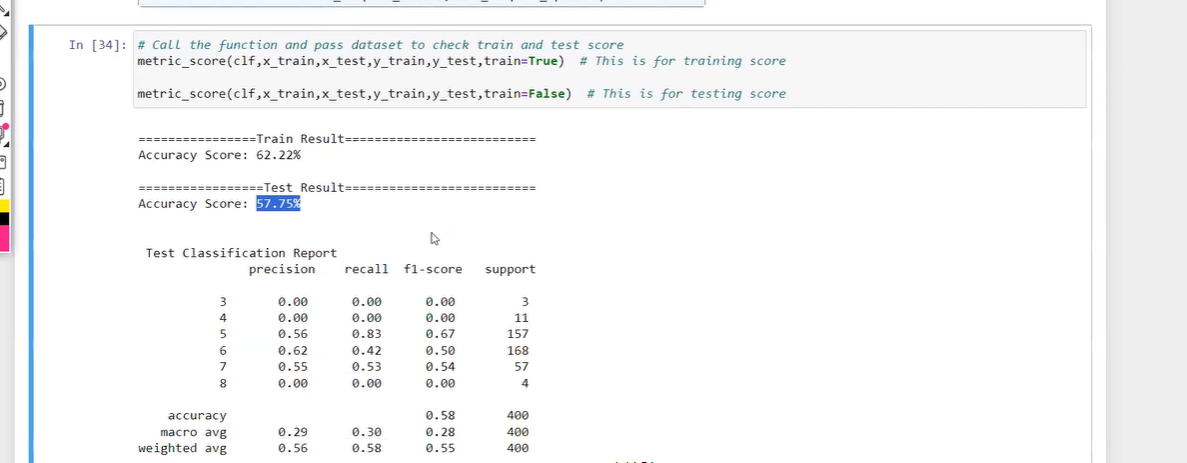 In [34]: # Call the function and pass dataset to check train and test score
metric_score(clf,x_train,x_test,y_train,y_test,train=True)  # This is for training score
metric_score(clf,x_train,x_test,y_train,y_test,train=False)  # This is for testing score
================Train Result==========================
Accuracy Score: 62.22%
=================Test Result==========================
Accuracy Score: 57.75%
Test Classification Report
precision recall f1-score support
3 0.00 0.00 0.00 3
4 0.00 0.00 0.00 11
5 0.56 0.83 0.67 157
6 0.62 0.42 0.50 168
7 0.55 0.53 0.54 57
8 0.00 0.00 0.00 4
accuracy 0.58 400
macro avg 0.29 0.30 0.28 400
weighted avg 0.56 0.58 0.55 400